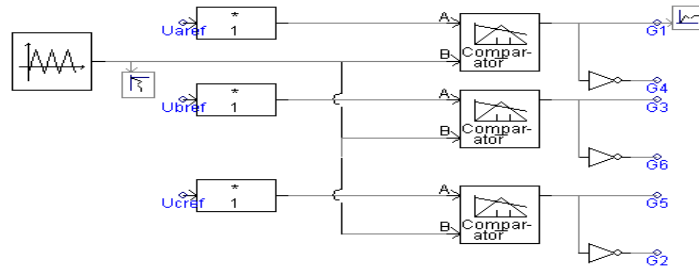 Uaref
*
1
A
B
Compar-
ator
G1
G4
Ubref
*
1
A
B
Compar-
ator
G3
G6
Ucref
*
1
A
B
Compar-
ator
G5
G2